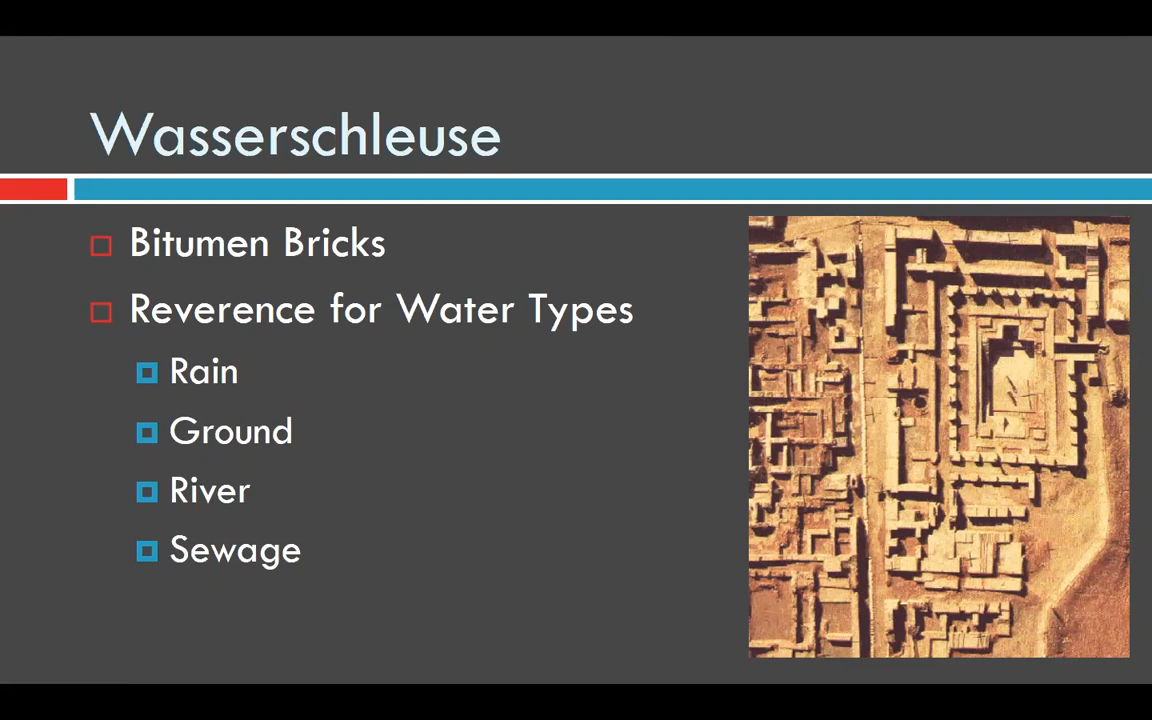 Wasserschleuse
Bitumen Bricks
Reverence for Water Types
Rain
Ground
River
Sewage